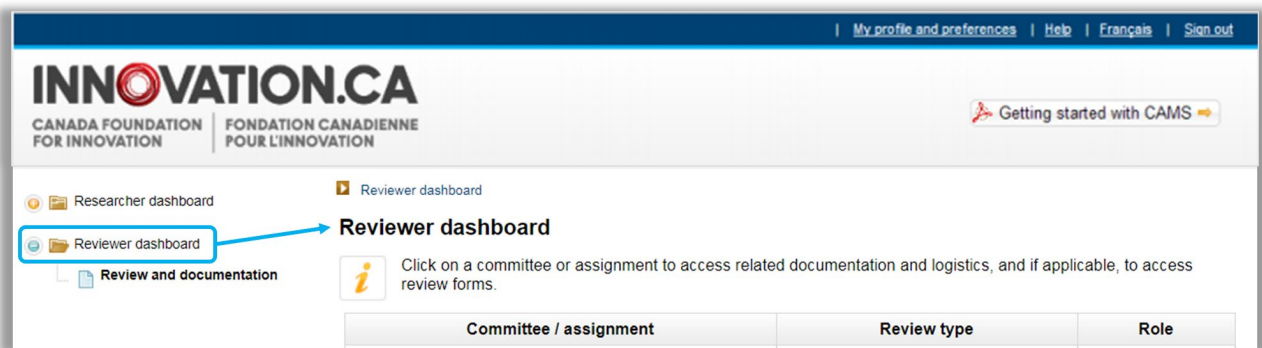 | My profile and preferences | Help | Français | Sign out
INNOVATION.CA
CANADA FOUNDATION FOR INNOVATION
FONDATION CANADIENNE POUR L'INNOVATION
Getting started with CAMS
Researcher dashboard
Reviewer dashboard
Review and documentation
Reviewer dashboard
Reviewer dashboard
Click on a committee or assignment to access related documentation and logistics, and if applicable, to access
review forms.
Committee / assignment Review type Role